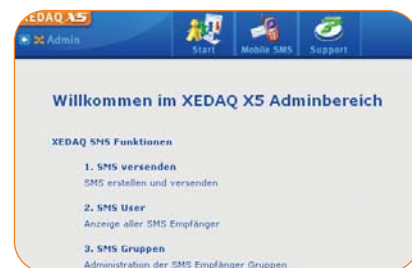 XEDAQ X5
Admin
Start Mobile SMS Support
Willkommen im XEDAQ X5 Adminbereich
XEDAQ SMS Funktionen
1. SMS versenden
SMS erstellen und versenden
2. SMS User
Anzeige aller SMS Empfänger
3. SMS Gruppen
Administration der SMS Empfänger Gruppen